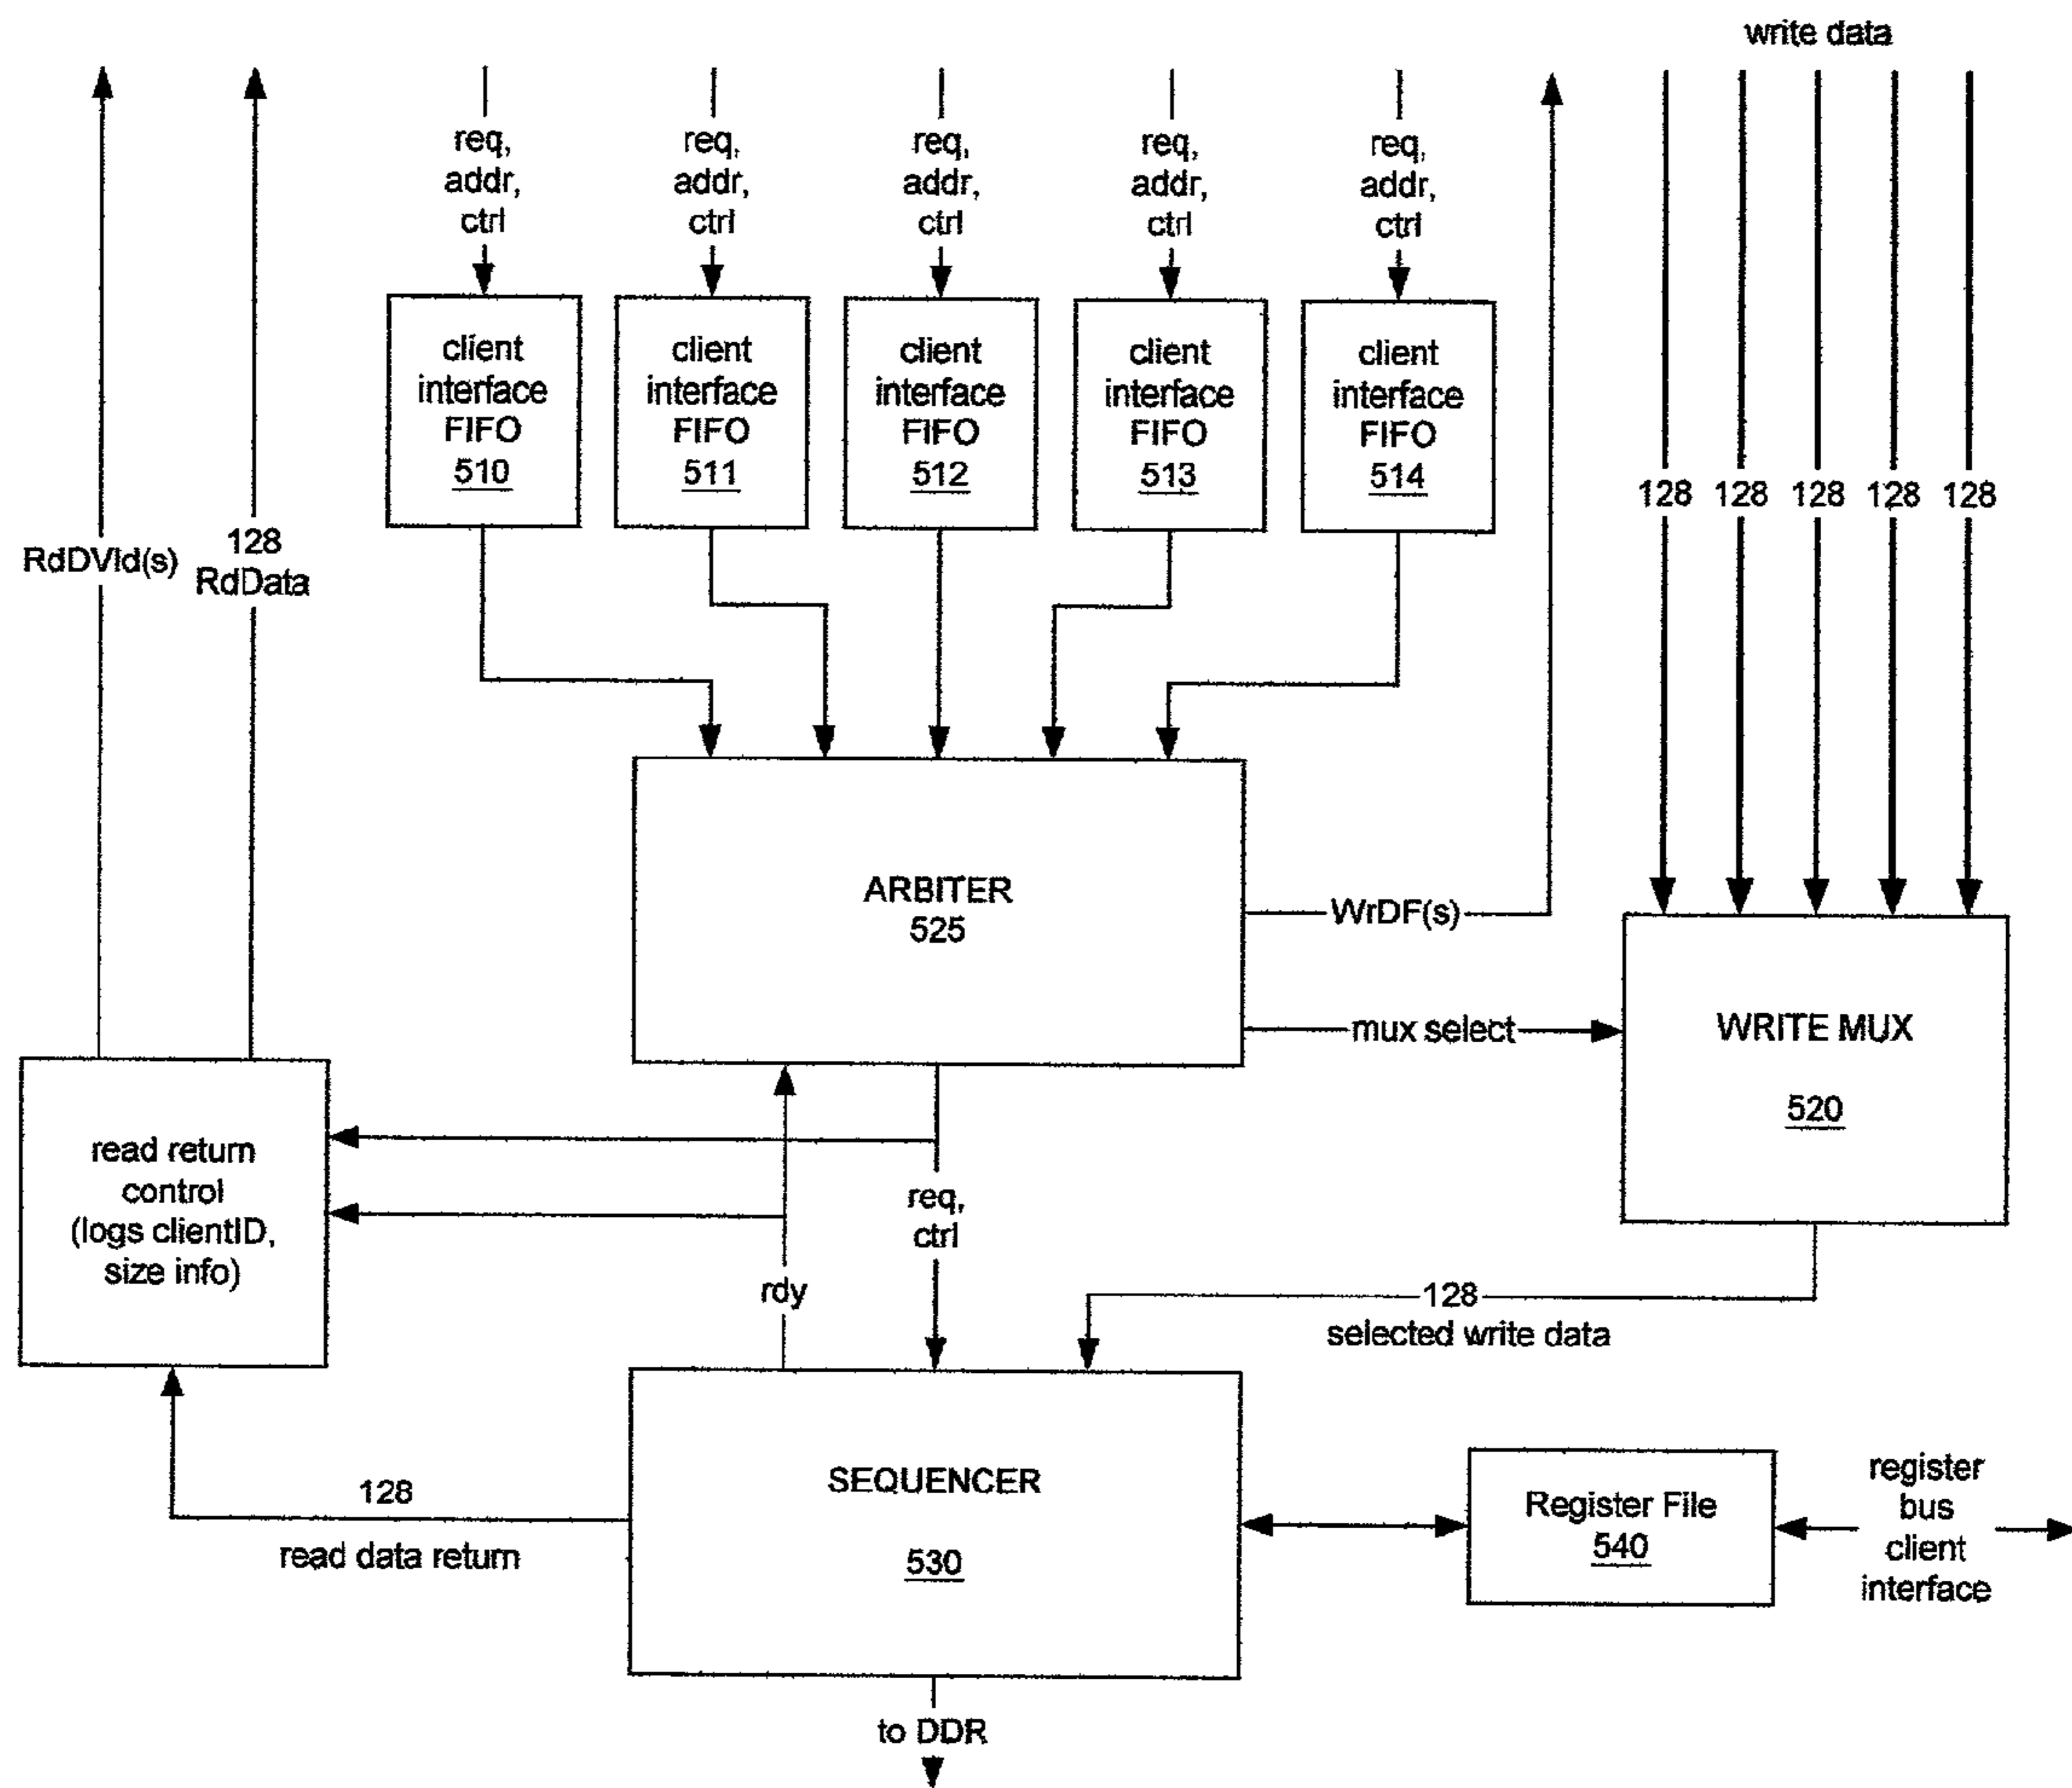 write data
req,
addr,
ctrl
req,
addr,
ctrl
req,
addr,
ctrl
req,
addr,
ctrl
req,
addr,
ctrl
client
interface
FIFO
510
client
interface
FIFO
511
client
interface
FIFO
512
client
interface
FIFO
513
client
interface
FIFO
514
128
128
128
128
128
RdDVld(s)
128
RdData
ARBITER
525
WrDF(s)
mux select
WRITE MUX
520
read return
control
(logs clientID,
size info)
req,
ctrl
rdy
128
selected write data
SEQUENCER
530
128
read data return
Register File
540
register
bus
client
interface
to DDR